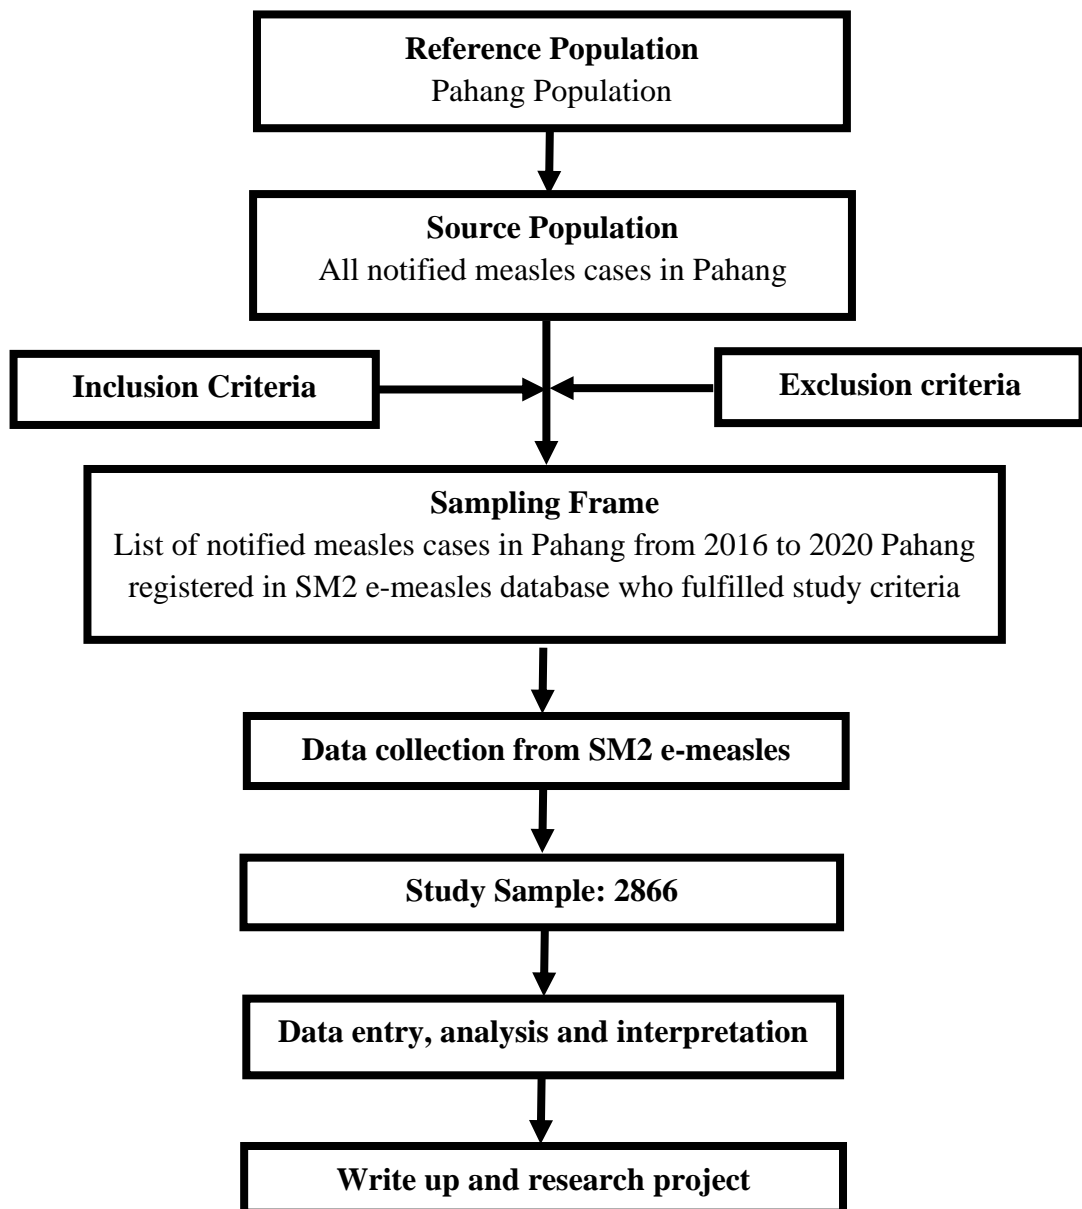 Reference Population
Pahang Population
Source Population
All notified measles cases in Pahang
Inclusion Criteria
Exclusion criteria
Sampling Frame
List of notified measles cases in Pahang from 2016 to 2020 Pahang
registered in SM2 e-measles database who fulfilled study criteria
Data collection from SM2 e-measles
Study Sample: 2866
Data entry, analysis and interpretation
Write up and research project